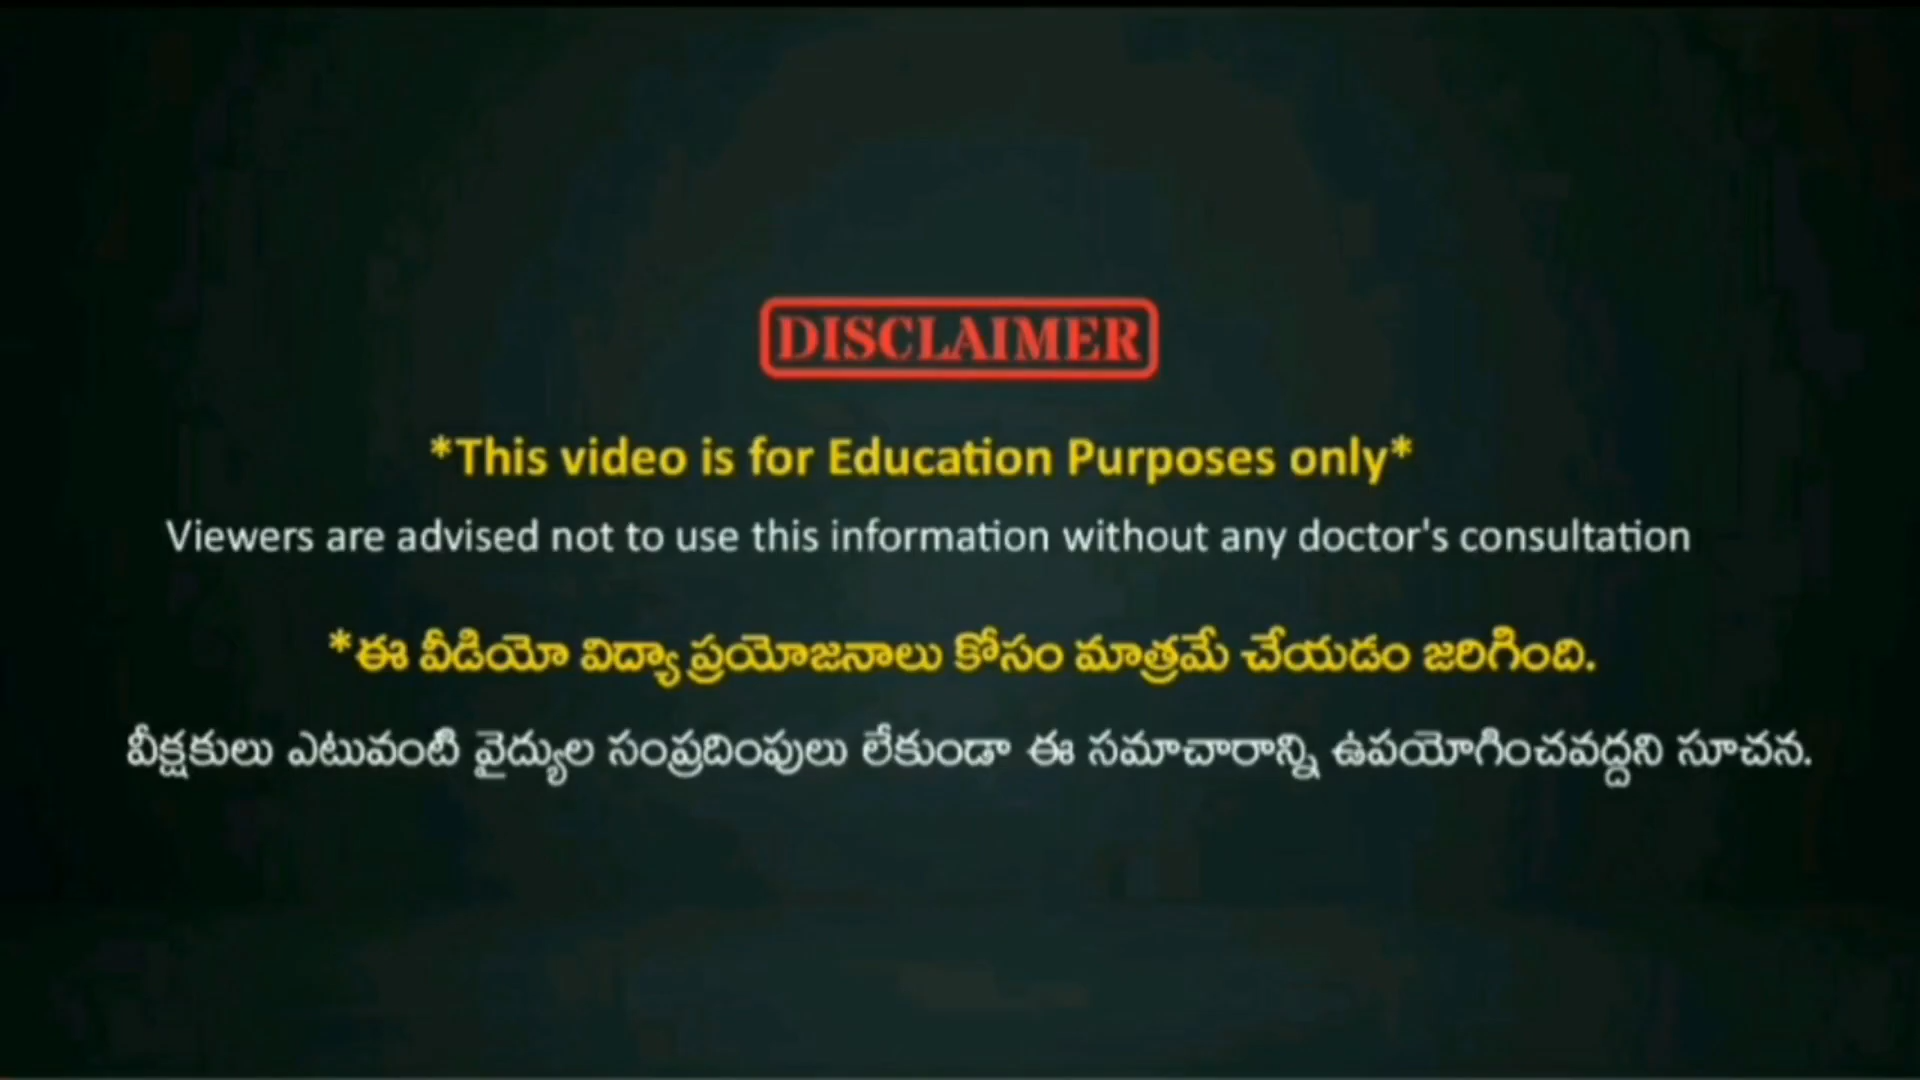 DISCLAIMER
*This video is for Education Purposes only*
Viewers are advised not to use this information without any doctor's consultation
*ఈ వీడియో విద్యా ప్రయోజనాలు కోసం మాత్రమే చేయడం జరిగింది.
వీక్షకులు ఎటువంటి వైద్యుల సంప్రదింపులు లేకుండా ఈ సమాచారాన్ని ఉపయోగించవద్దని సూచన.